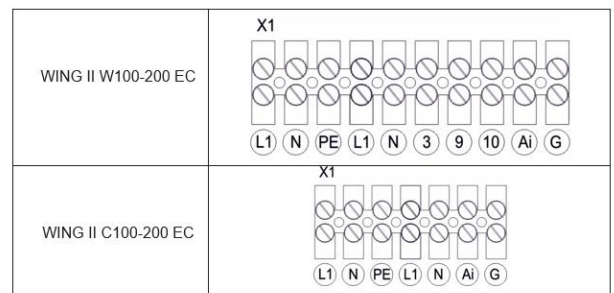 X1
WING II W100-200 EC
L1 N PE L1 N 3 9 10 Ai G
X1
WING II C100-200 EC
L1 N PE L1 N Ai G